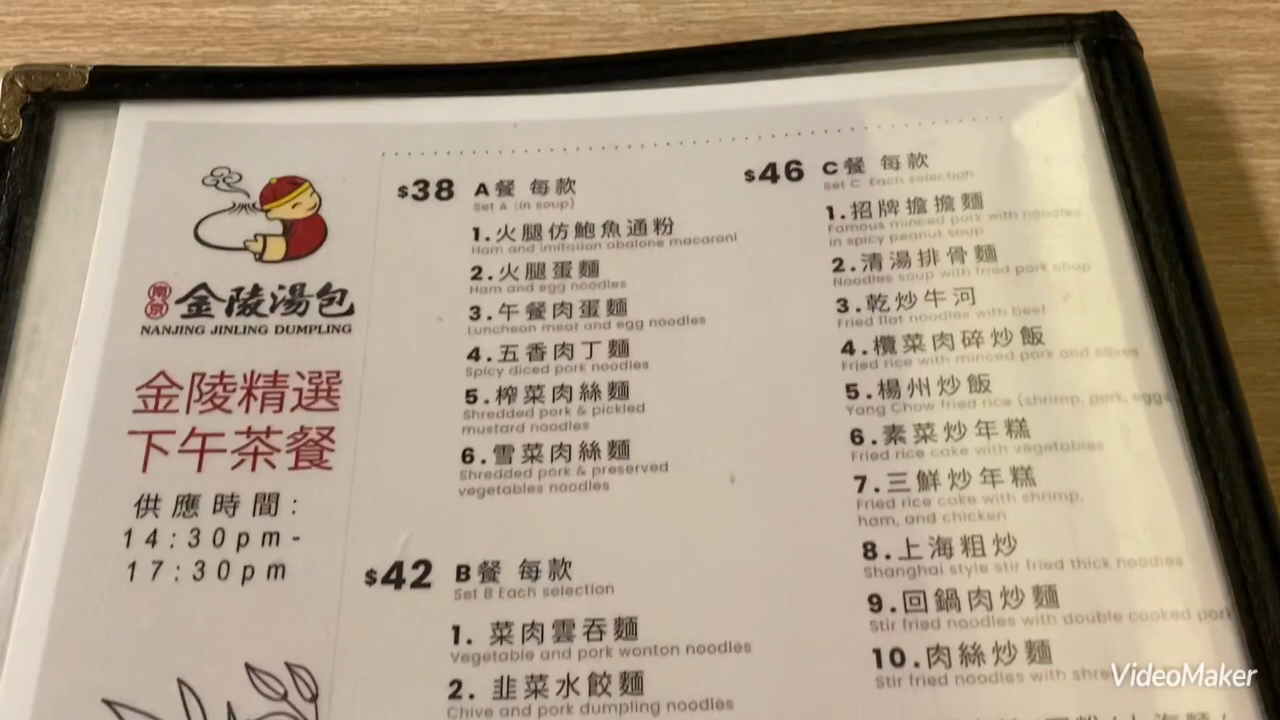 南京
金陵湯包
NANJING JINLING DUMPLING
金陵精選
下午茶餐
供應時間:
14:30pm-
17:30pm
$38 A餐 每款
Set A (in soup)
1.火腿仿鮑魚通粉
Ham and imitation abalone macaroni
2.火腿蛋麵
Ham and egg noodles
3.午餐肉蛋麵
Luncheon meat and egg noodles
4.五香肉丁麵
Spicy diced pork noodles
5.榨菜肉絲麵
Shredded pork & pickled
mustard noodles
6.雪菜肉絲麵
Shredded pork & preserved
vegetables noodles
$42 B餐 每款
Set B Each selection
1. 菜肉雲吞麵
Vegetable and pork wonton noodles
2. 韭菜水餃麵
Chive and pork dumpling noodles
$46 C餐 每款
Set C Each selection
1.招牌擔擔麵
Famous minced pork with noodles
in spicy peanut soup
2.清湯排骨麵
Noodles soup with fried pork chop
3.乾炒牛河
Fried flat noodles with beef
4.欖菜肉碎炒飯
Fried rice with minced pork and olives
5.楊州炒飯
Yang Chow fried rice (shrimp, pork, eggs
6.素菜炒年糕
Fried rice cake with vegetables
7.三鮮炒年糕
Fried rice cake with shrimp,
ham, and chicken
8.上海粗炒
Shanghai style stir fried thick noodles
9.回鍋肉炒麵
Stir fried noodles with double cooked pork
10.肉絲炒麵
Stir fried noodles with
VideoMaker